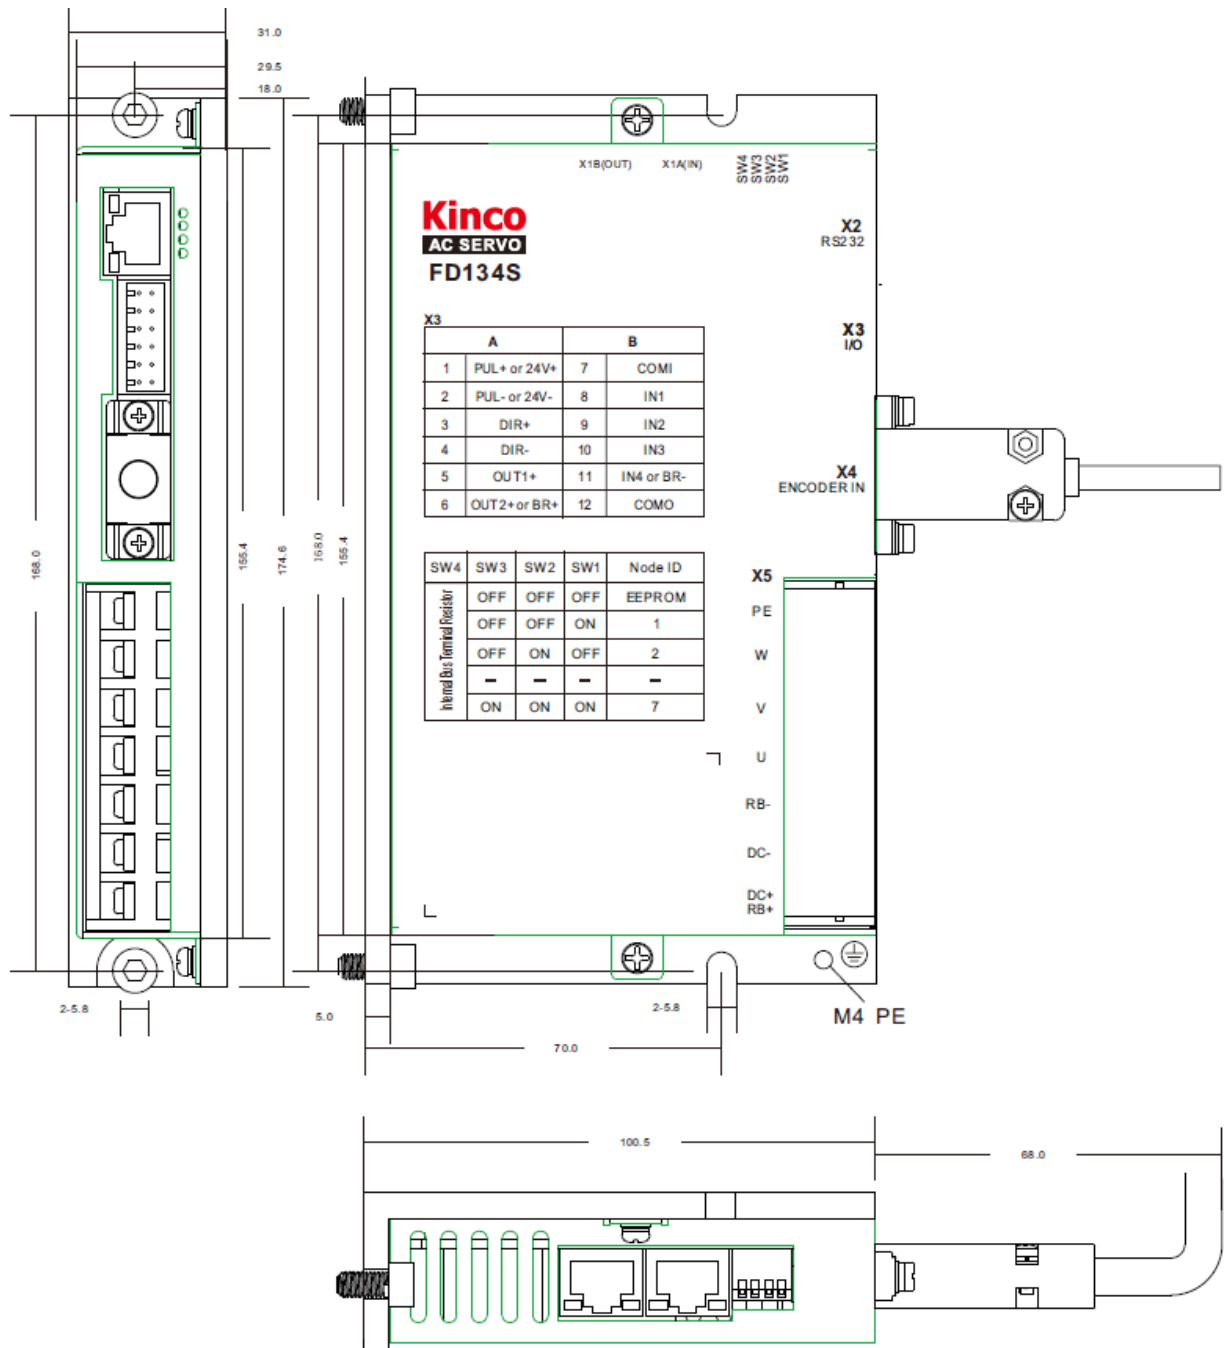 31.0
29.5
18.0
X1B(OUT) X1A(IN) SW4 SW3 SW2 SW1
Kinco
AC SERVO
FD134S
X2
RS232
X3
I/O
X3
A B
1 PUL+ or 24V+ 7 COMI
2 PUL- or 24V- 8 IN1
3 DIR+ 9 IN2
4 DIR- 10 IN3
5 OUT1+ 11 IN4 or BR-
6 OUT2+or BR+ 12 COMO
X4
ENCODER IN
168.0
155.4
174.6
168.0
155.4
SW4 SW3 SW2 SW1 Node ID
Internal Bus Terminal Resistor
OFF OFF OFF EEPROM
OFF OFF ON 1
OFF ON OFF 2
– – – –
ON ON ON 7
X5
PE
W
V
U
RB-
DC-
DC+
RB+
2-5.8
5.0
2-5.8
M4 PE
70.0
100.5
68.0